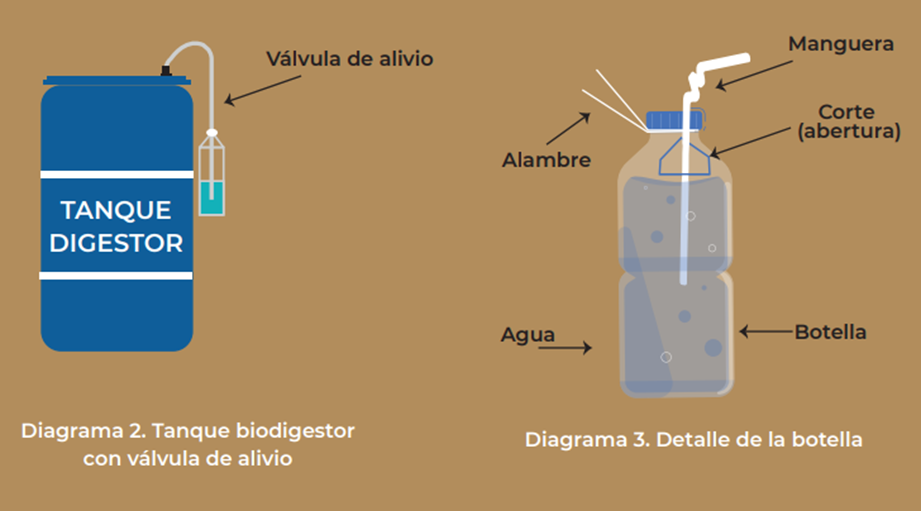 Válvula de alivio
TANQUE
DIGESTOR
Diagrama 2. Tanque biodigestor
con válvula de alivio
Manguera
Corte
(abertura)
Alambre
Agua
Botella
Diagrama 3. Detalle de la botella